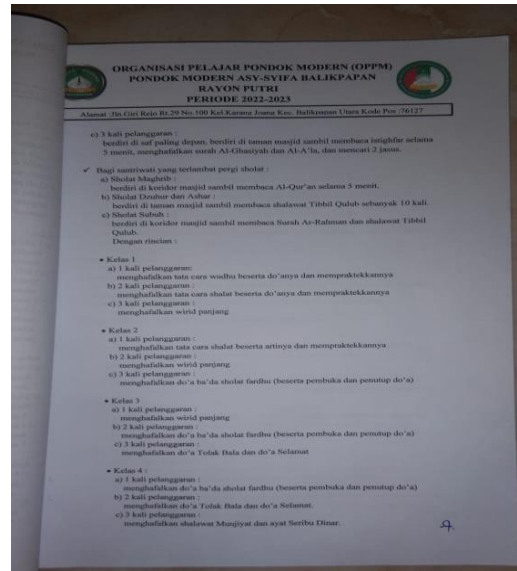 ORGANISASI PELAJAR PONDOK MODERN (OPPM)
PONDOK MODERN ASY-SYIFA BALIKPAPAN
RAYON PUTRI
PERIODE 2022-2023
Alamat :Jln.Giri Rejo Rt.29 No.100 Kel.Karang Joang Kec. Balikpapan Utara Kode Pos :76127
c) 3 kali pelanggaran :
berdiri di saf paling depan, berdiri di taman masjid sambil membaca istighfar selama
5 menit, menghafalkan surah Al-Ghasiyah dan Al-A'la, dan mencari 2 jasus.
✓ Bagi santriwati yang terlambat pergi sholat :
a) Sholat Maghrib :
berdiri di koridor masjid sambil membaca Al-Qur'an selama 5 menit.
b) Sholat Dzuhur dan Ashar :
berdiri di taman masjid sambil membaca shalawat Tibbil Qulub sebanyak 10 kali.
c) Sholat Subuh :
berdiri di koridor masjid sambil membaca Surah Ar-Rahman dan shalawat Tibbil
Qulub.
Dengan rincian :
• Kelas 1
a) 1 kali pelanggaran:
menghafalkan tata cara wudhu beserta do'anya dan mempraktekkannya
b) 2 kali pelanggaran :
menghafalkan tata cara shalat beserta do'anya dan mempraktekkannya
c) 3 kali pelanggaran :
menghafalkan wirid panjang
• Kelas 2
a) 1 kali pelanggaran :
menghafalkan tata cara shalat beserta artinya dan mempraktekkannya
b) 2 kali pelanggaran :
menghafalkan wirid panjang
c) 3 kali pelanggaran :
menghafalkan do'a ba'da sholat fardhu (beserta pembuka dan penutup do'a)
• Kelas 3
a) 1 kali pelanggaran :
menghafalkan wirid panjang
b) 2 kali pelanggaran :
menghafalkan do'a ba'da sholat fardhu (beserta pembuka dan penutup do'a)
c) 3 kali pelanggaran :
menghafalkan do'a Tolak Bala dan do'a Selamat
• Kelas 4 :
a) 1 kali pelanggaran :
menghafalkan do'a ba'da sholat fardhu (beserta pembuka dan penutup do'a)
b) 2 kali pelanggaran :
menghafalkan do'a Tolak Bala dan do'a Selamat.
c) 3 kali pelanggaran :
menghafalkan shalawat Munjiyat dan ayat Seribu Dinar.